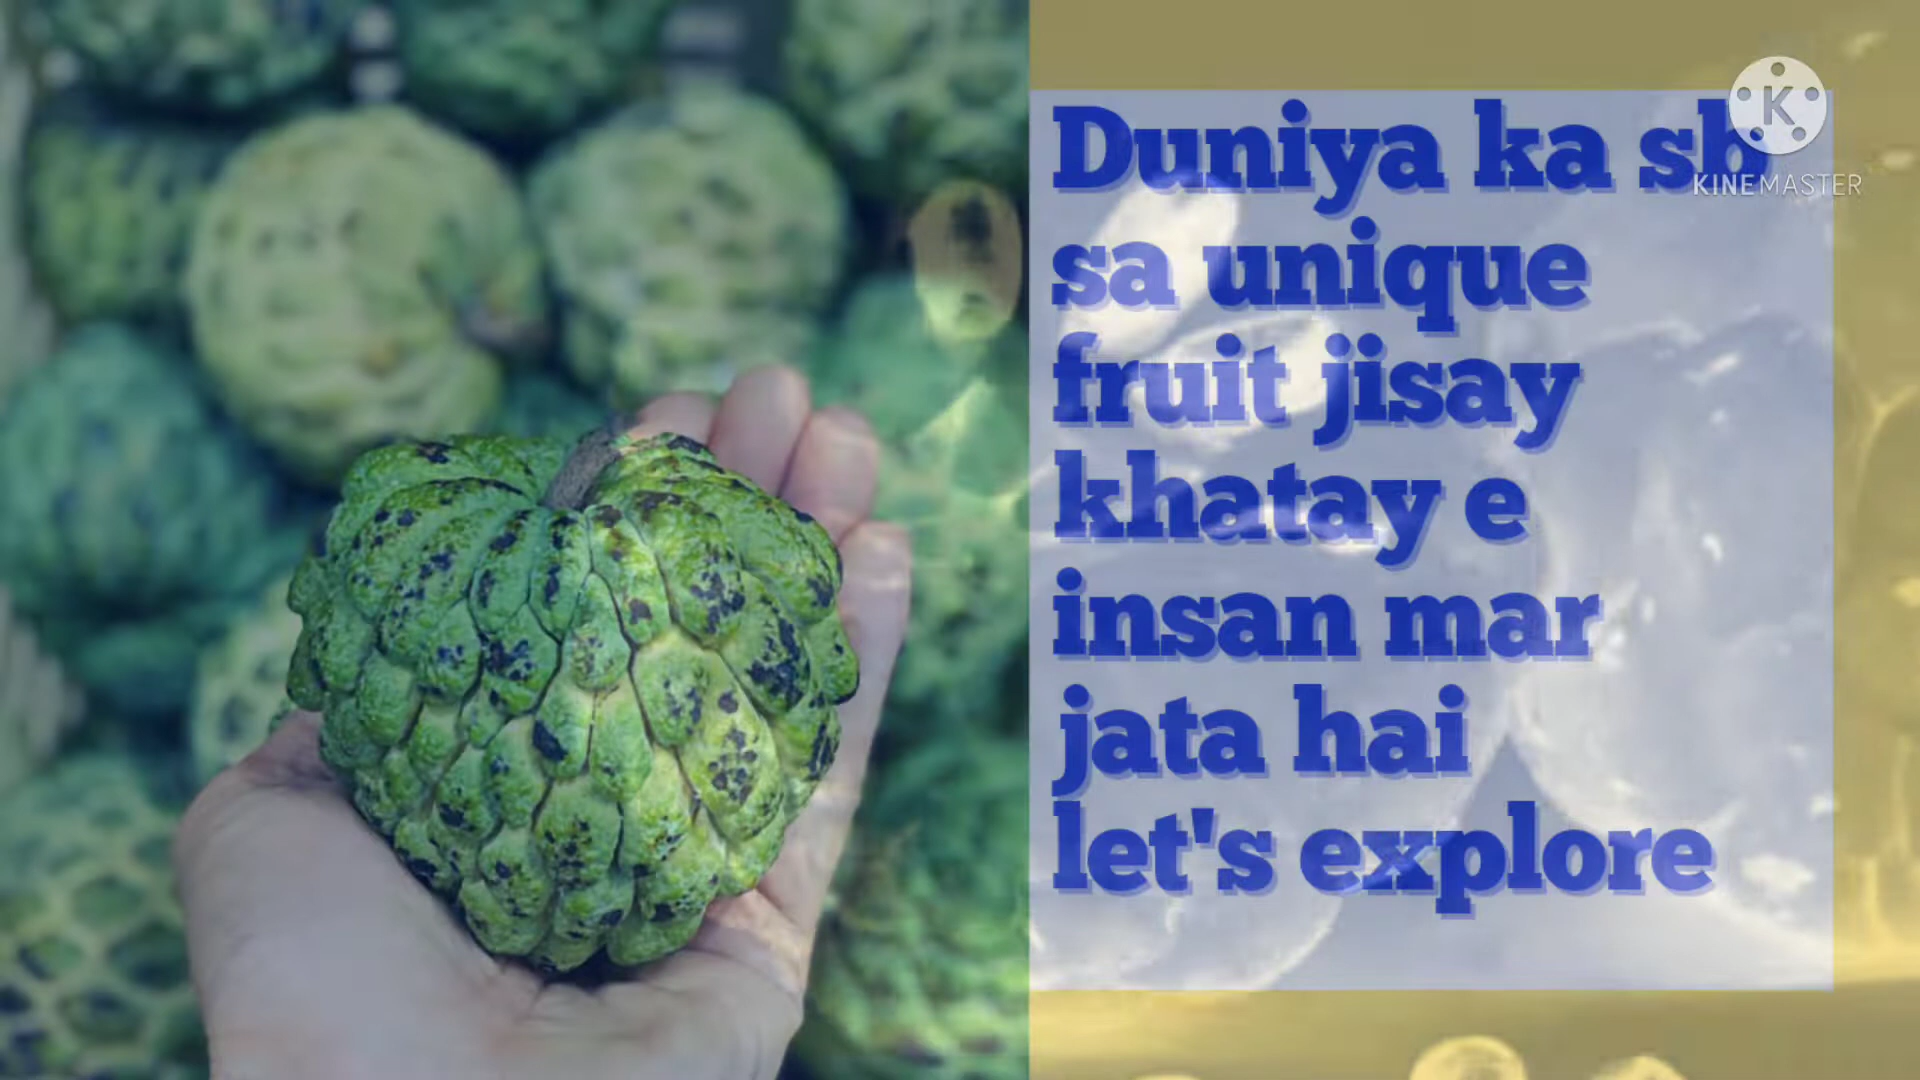 Duniya ka sb
sa unique
fruit jisay
khatay e
insan mar
jata hai
let's explore
K
KINEMASTER